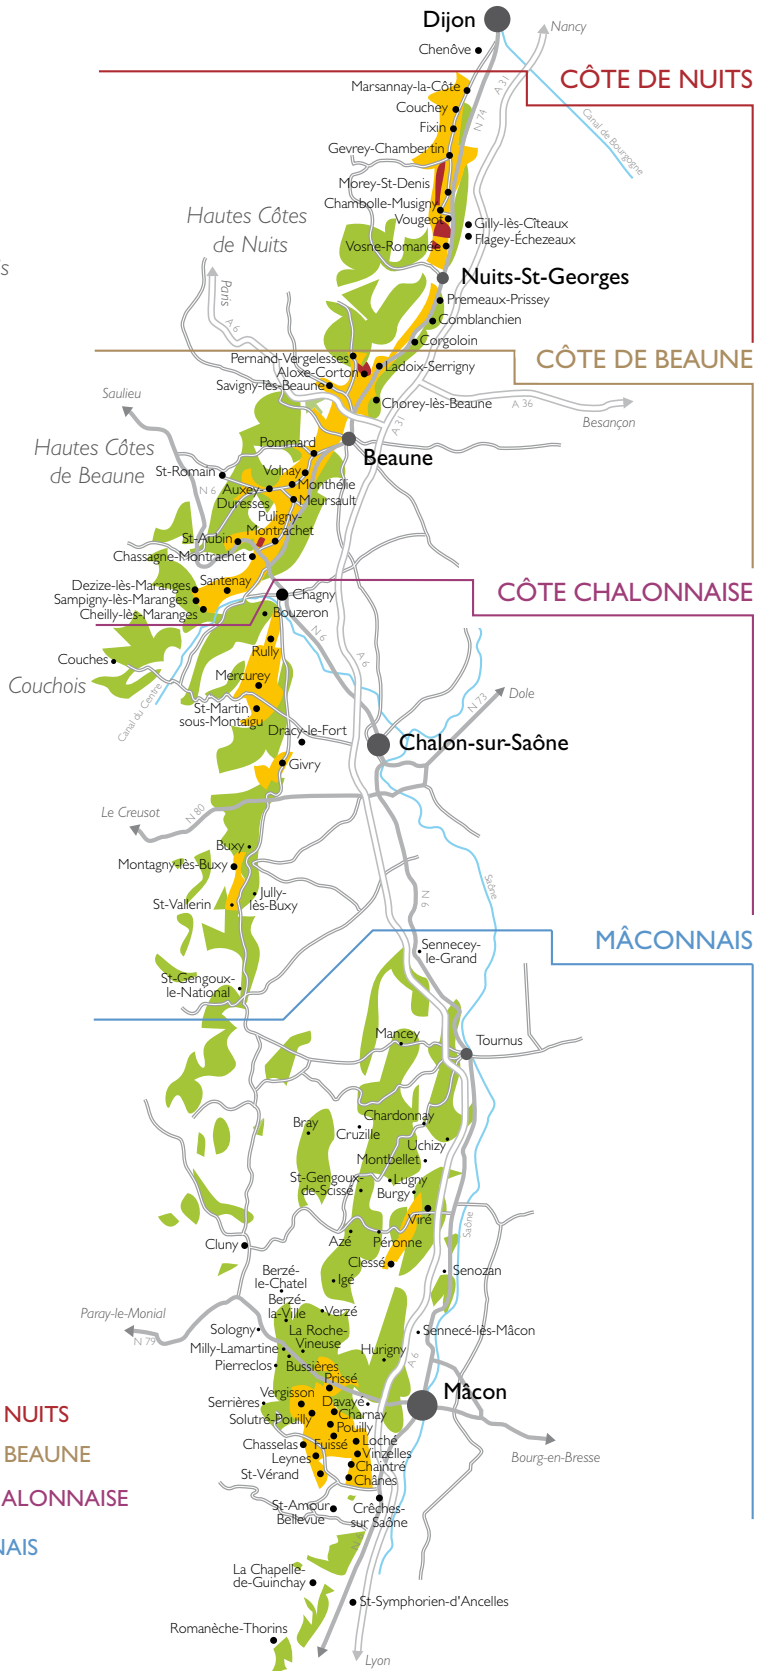 Dijon
Nancy
Chenôve
CÔTE DE NUITS
A 31
Marsannay-la-Côte
Couchey
N 74
Canal de Bourgogne
Fixin
Gevrey-Chambertin
Morey-St-Denis
Chambolle-Musigny
Vougeot
Hautes Côtes
de Nuits
Gilly-lès-Cîteaux
Flagey-Échezeaux
Vosne-Romanée
is
Nuits-St-Georges
Paris
Premeaux-Prissey
A 6
Comblanchien
Corgoloin
CÔTE DE BEAUNE
Pernand-Vergelesses
Ladoix-Serrigny
Aloxe-Corton
Savigny-lès-Beaune
Saulieu
Chorey-lès-Beaune
A 36
Besançon
A 31
Hautes Côtes
de Beaune
Pommard
Beaune
St-Romain
Volnay
N 6
Auxey-
Duresses
Monthélie
Meursault
Puligny-
Montrachet
St-Aubin
Chassagne-Montrachet
Santenay
Dezize-lès-Maranges
Sampigny-lès-Maranges
Cheilly-lès-Maranges
CÔTE CHALONNAISE
Chagny
Bouzeron
N 6
Rully
A 6
Couches
Couchois
Mercurey
Canal du Centre
St-Martin
sous-Montaigu
Dole
N 73
Dracy-le-Fort
Chalon-sur-Saône
Givry
Le Creusot
N 80
Buxy
Montagny-lès-Buxy
Jully-
lès-Buxy
St-Vallerin
N 6
Saône
MÂCONNAIS
Sennecey-
le-Grand
St-Gengoux-
le-National
Mancey
Tournus
Chardonnay
Bray
Cruzille
Uchizy
Montbellet
St-Gengoux-
de-Scissé
Lugny
Burgy
Viré
Saône
Cluny
Azé
Péronne
Clessé
Senozan
Berzé-
le-Chatel
Igé
Berzé-
la-Ville
Verzé
Paray-le-Monial
N 79
Sologny
La Roche-
Vineuse
Sennecé-lès-Mâcon
Milly-Lamartine
Hurigny
A 6
Pierreclos
Bussières
Prissé
Mâcon
Vergisson
Serrières
Davayé
Solutré-Pouilly
Charnay
NUITS
Pouilly
Chasselas
Fuissé
Loché
Vinzelles
BEAUNE
Leynes
Chaintré
Bourg-en-Bresse
St-Vérand
Chânes
ALONNAISE
St-Amour
Bellevue
Crêches-
sur Saône
NAIS
N 6
La Chapelle-
de-Guinchay
St-Symphorien-d'Ancelles
Romanèche-Thorins
Lyon